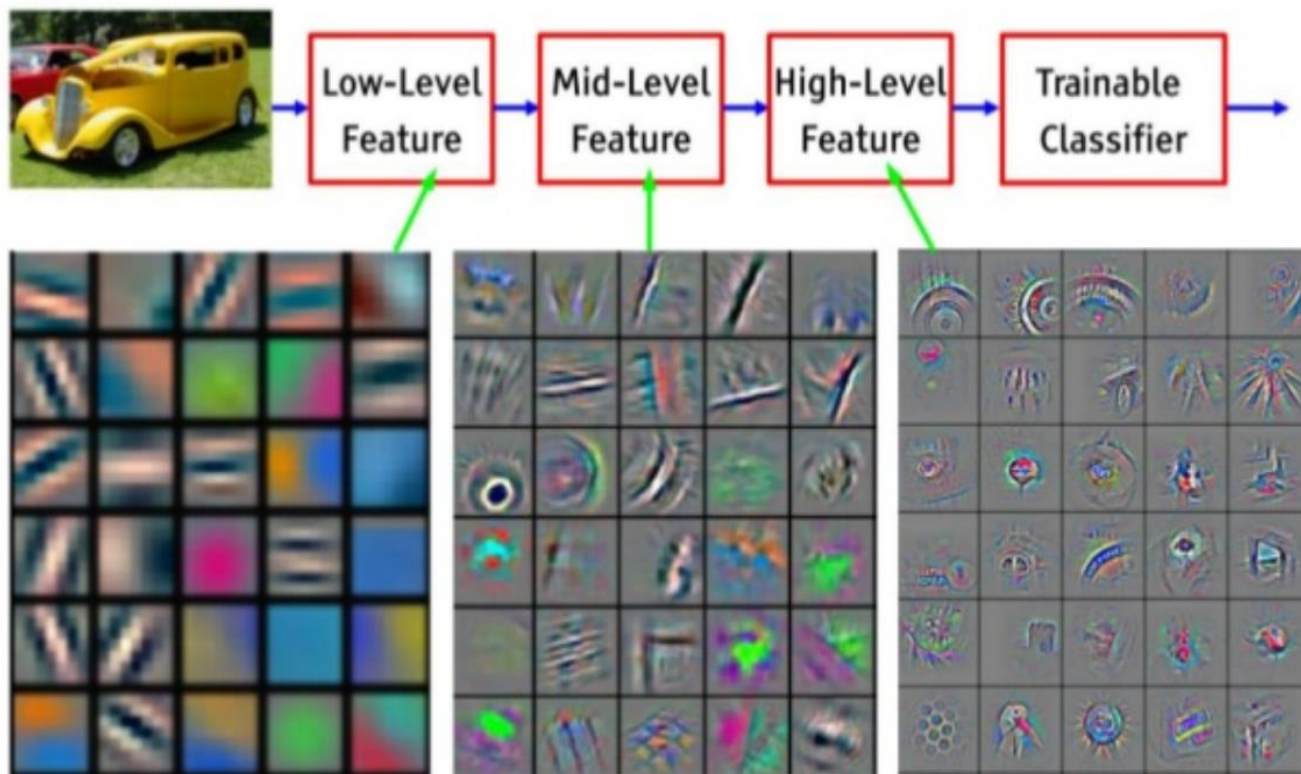 Low-Level
Feature
Mid-Level
Feature
High-Level
Feature
Trainable
Classifier